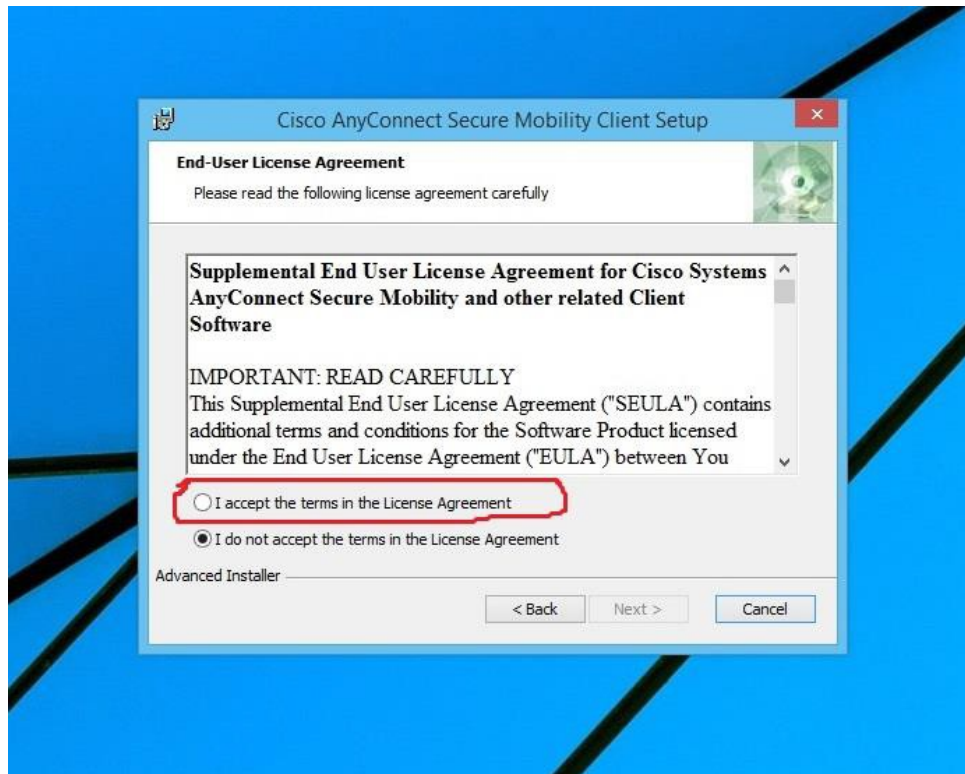 Cisco AnyConnect Secure Mobility Client Setup
End-User License Agreement
Please read the following license agreement carefully
Supplemental End User License Agreement for Cisco Systems
AnyConnect Secure Mobility and other related Client
Software
IMPORTANT: READ CAREFULLY
This Supplemental End User License Agreement ("SEULA") contains
additional terms and conditions for the Software Product licensed
under the End User License Agreement ("EULA") between You
I accept the terms in the License Agreement
I do not accept the terms in the License Agreement
Advanced Installer
< Back Next > Cancel